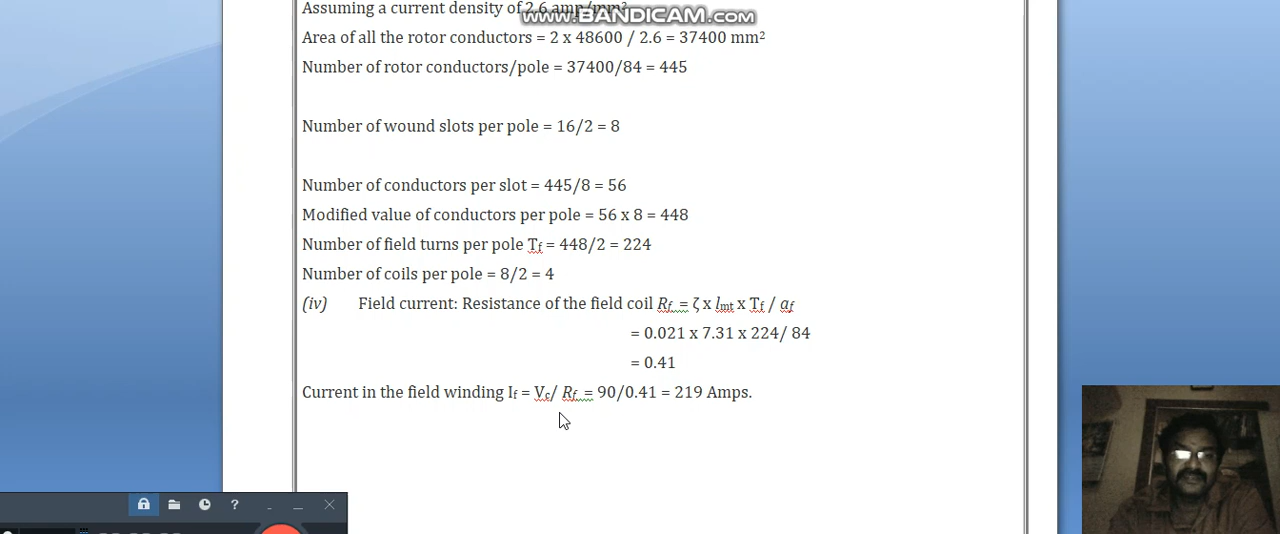 Assuming a current density of 2.6 amp/mm²
www.BANDICAM.com
Area of all the rotor conductors = 2 x 48600 / 2.6 = 37400 mm²
Number of rotor conductors/pole = 37400/84 = 445
Number of wound slots per pole = 16/2 = 8
Number of conductors per slot = 445/8 = 56
Modified value of conductors per pole = 56 x 8 = 448
Number of field turns per pole Tf = 448/2 = 224
Number of coils per pole = 8/2 = 4
(iv) Field current: Resistance of the field coil Rf = ζ x lmt x Tf / af
= 0.021 x 7.31 x 224/ 84
= 0.41
Current in the field winding If = Vc/ Rf = 90/0.41 = 219 Amps.
?